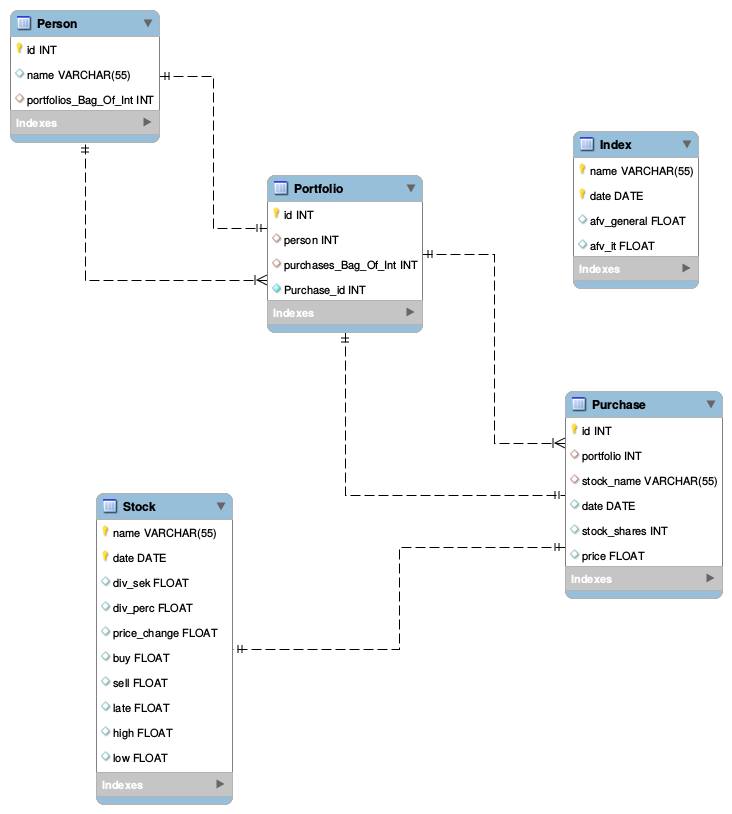 Person
id INT
name VARCHAR(55)
portfolios_Bag_Of_Int INT
Indexes
Portfolio
id INT
person INT
purchases_Bag_Of_Int INT
Purchase_id INT
Indexes
Index
name VARCHAR(55)
date DATE
afv_general FLOAT
afv_it FLOAT
Indexes
Purchase
id INT
portfolio INT
stock_name VARCHAR(55)
date DATE
stock_shares INT
price FLOAT
Indexes
Stock
name VARCHAR(55)
date DATE
div_sek FLOAT
div_perc FLOAT
price_change FLOAT
buy FLOAT
sell FLOAT
late FLOAT
high FLOAT
low FLOAT
Indexes